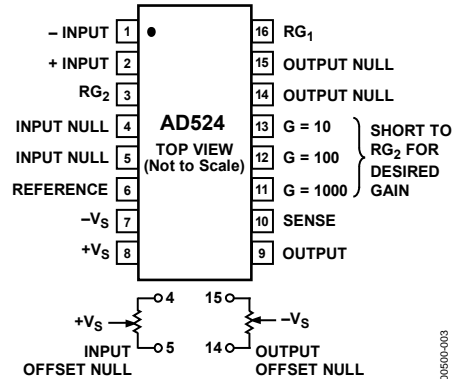 – INPUT 1 16 RG1
+ INPUT 2 15 OUTPUT NULL
RG2 3 14 OUTPUT NULL
INPUT NULL 4 AD524 13 G = 10 SHORT TO
INPUT NULL 5 TOP VIEW 12 G = 100 RG2 FOR
(Not to Scale) DESIRED
REFERENCE 6 11 G = 1000 GAIN
–VS 7 10 SENSE
+VS 8 9 OUTPUT
4 15
+VS –VS
5 14
INPUT OUTPUT
OFFSET NULL OFFSET NULL
00500-003